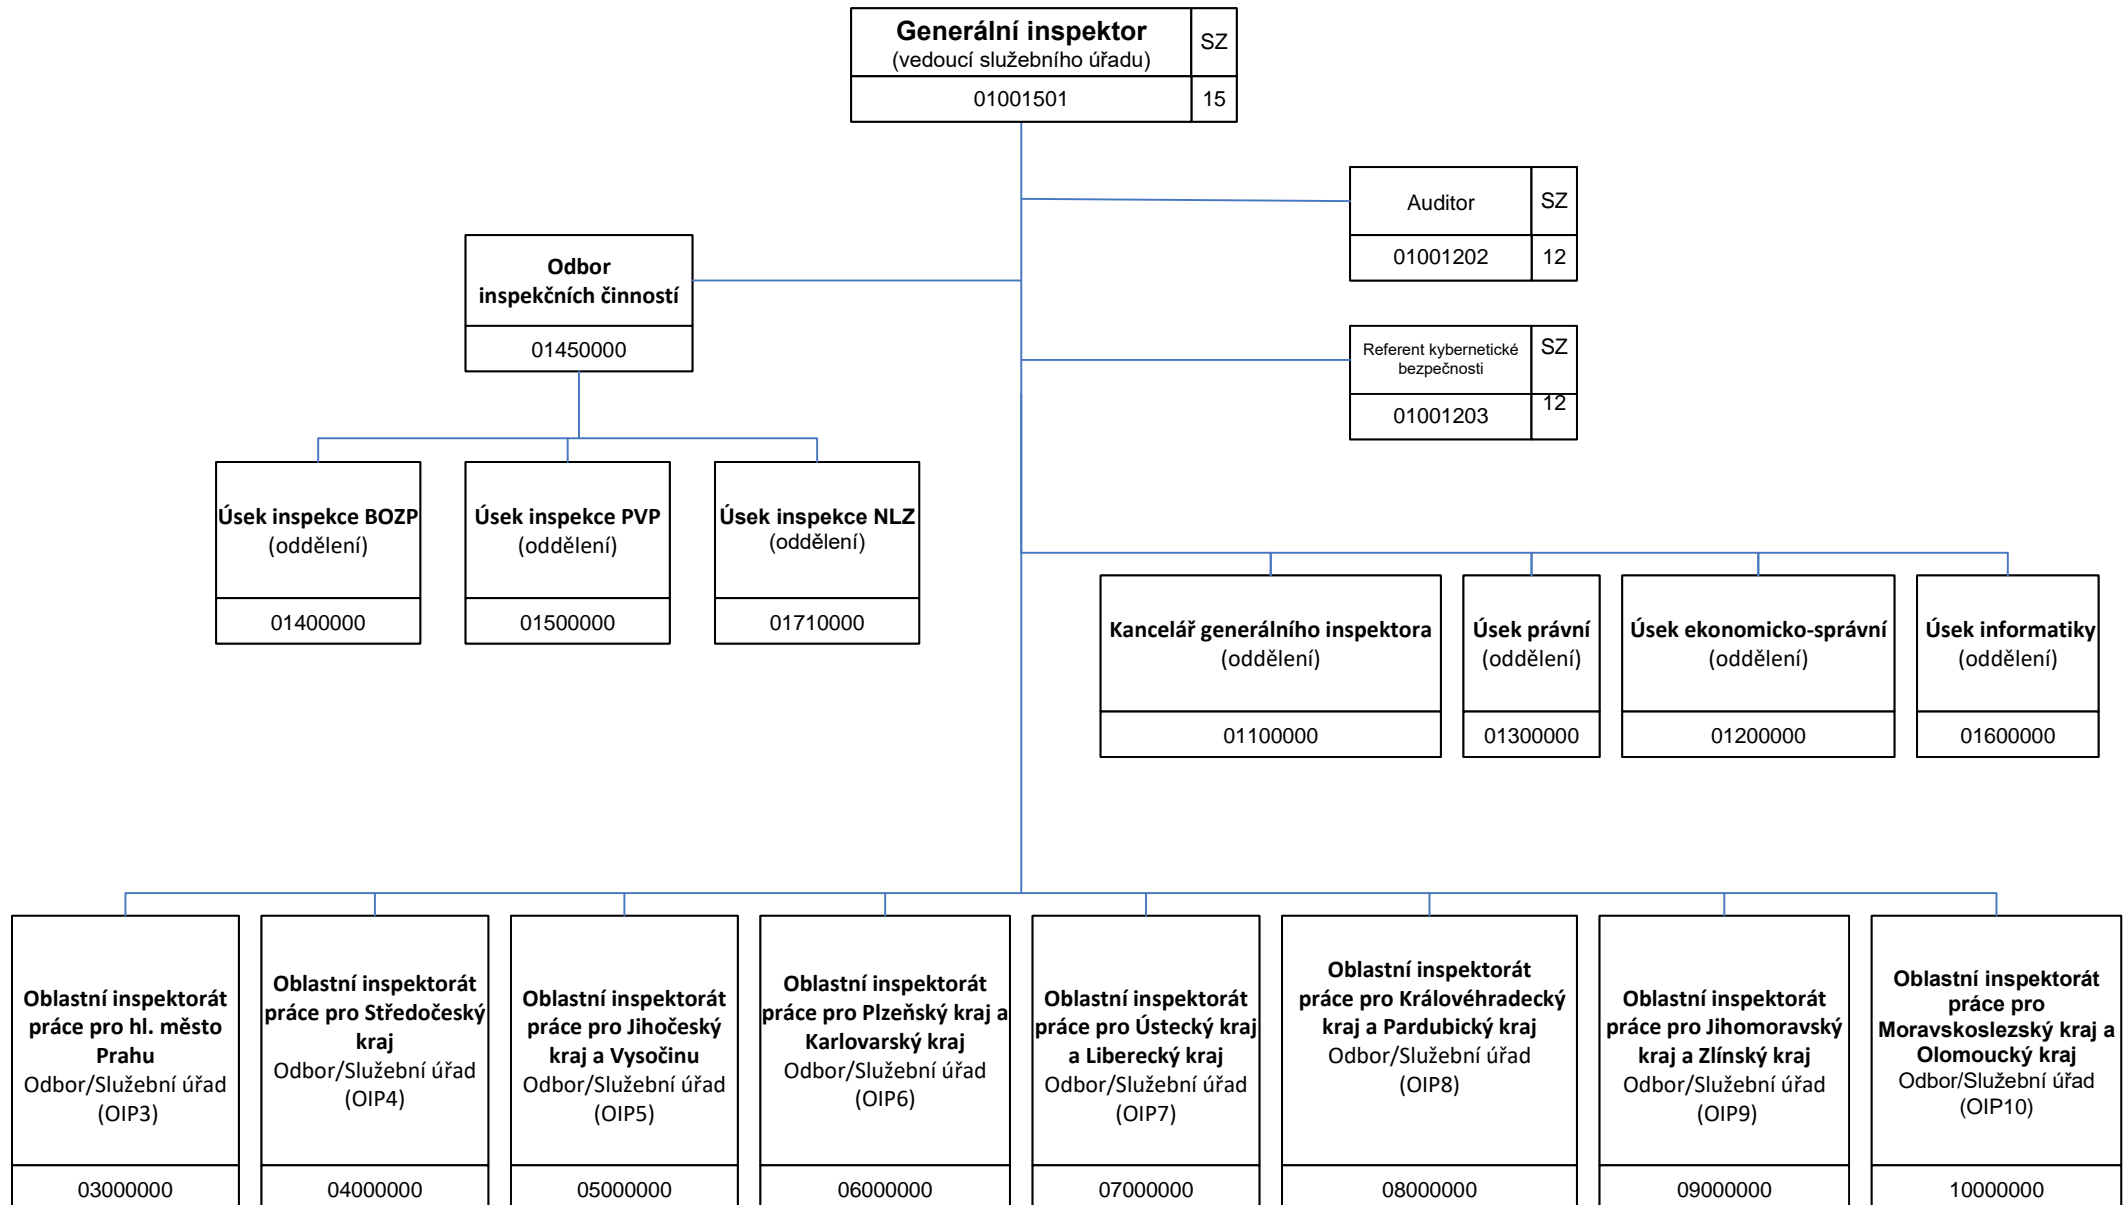 Generální inspektor
(vedoucí služebního úřadu)
SZ
01001501
15
Auditor
SZ
01001202
12
Odbor
inspekčních činností
01450000
Referent kybernetické
bezpečnosti
SZ
01001203
12
Úsek inspekce BOZP
(oddělení)
01400000
Úsek inspekce PVP
(oddělení)
01500000
Úsek inspekce NLZ
(oddělení)
01710000
Kancelář generálního inspektora
(oddělení)
01100000
Úsek právní
(oddělení)
01300000
Úsek ekonomicko-správní
(oddělení)
01200000
Úsek informatiky
(oddělení)
01600000
Oblastní inspektorát
práce pro hl. město
Prahu
Odbor/Služební úřad
(OIP3)
03000000
Oblastní inspektorát
práce pro Středočeský
kraj
Odbor/Služební úřad
(OIP4)
04000000
Oblastní inspektorát
práce pro Jihočeský
kraj a Vysočinu
Odbor/Služební úřad
(OIP5)
05000000
Oblastní inspektorát
práce pro Plzeňský kraj a
Karlovarský kraj
Odbor/Služební úřad
(OIP6)
06000000
Oblastní inspektorát
práce pro Ústecký kraj
a Liberecký kraj
Odbor/Služební úřad
(OIP7)
07000000
Oblastní inspektorát
práce pro Královéhradecký
kraj a Pardubický kraj
Odbor/Služební úřad
(OIP8)
08000000
Oblastní inspektorát
práce pro Jihomoravský
kraj a Zlínský kraj
Odbor/Služební úřad
(OIP9)
09000000
Oblastní inspektorát
práce pro
Moravskoslezský kraj a
Olomoucký kraj
Odbor/Služební úřad
(OIP10)
10000000